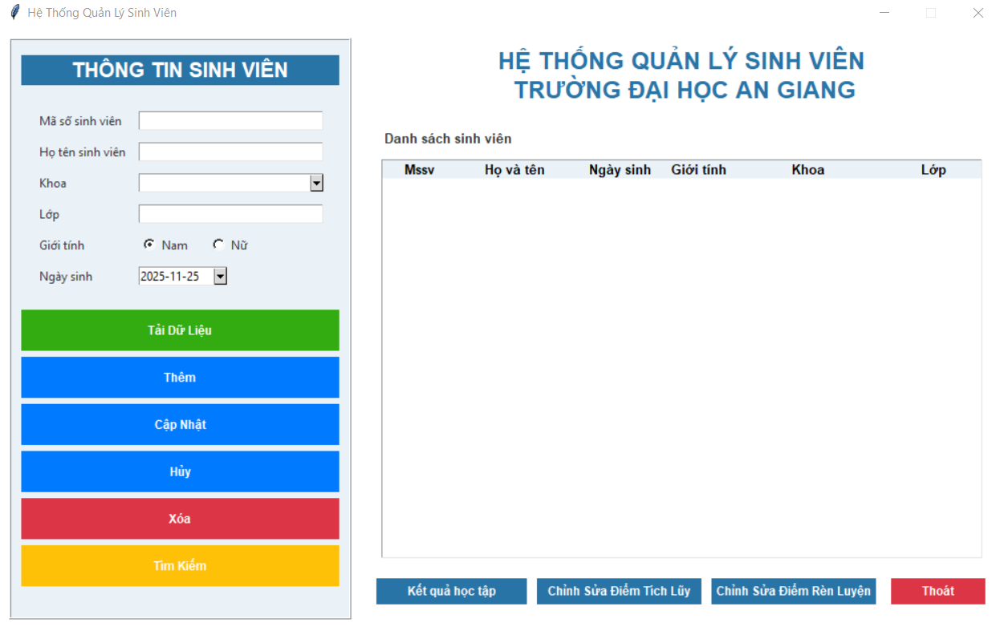 Hệ Thống Quản Lý Sinh Viên
THÔNG TIN SINH VIÊN
Mã số sinh viên
Họ tên sinh viên
Khoa
Lớp
Giới tính
Nam
Nữ
Ngày sinh
2025-11-25
Tải Dữ Liệu
Thêm
Cập Nhật
Hủy
Xóa
Tìm Kiếm
HỆ THỐNG QUẢN LÝ SINH VIÊN
TRƯỜNG ĐẠI HỌC AN GIANG
Danh sách sinh viên
Mssv Họ và tên Ngày sinh Giới tính Khoa Lớp
Kết quả học tập
Chỉnh Sửa Điểm Tích Lũy
Chỉnh Sửa Điểm Rèn Luyện
Thoát